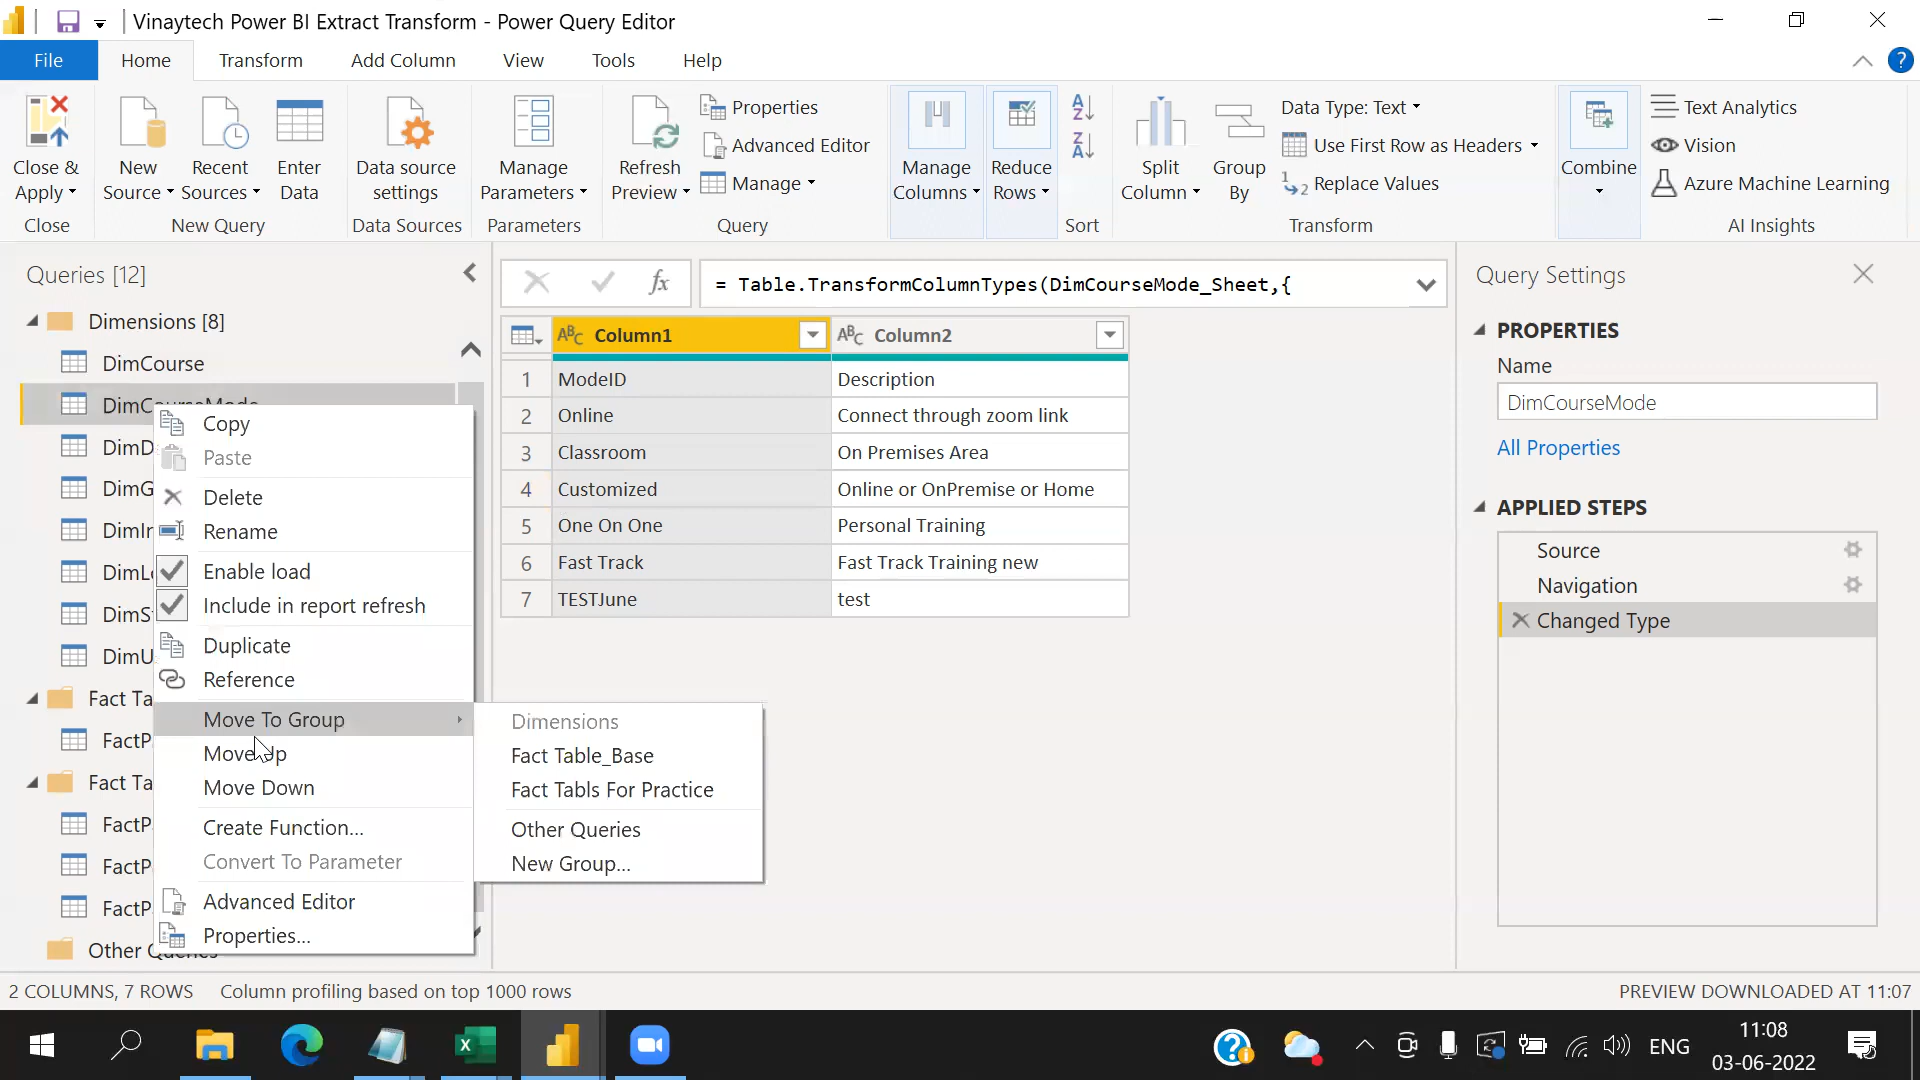 Vinaytech Power BI Extract Transform - Power Query Editor
File Home Transform Add Column View Tools Help
Close & Apply
New Source
Recent Sources
Enter Data
Data source settings
Manage Parameters
Refresh Preview
Properties
Advanced Editor
Manage
Manage Columns
Reduce Rows
Split Column
Group By
Data Type: Text
Use First Row as Headers
Replace Values
Combine
Text Analytics
Vision
Azure Machine Learning
Close New Query Data Sources Parameters Query Sort Transform AI Insights
Queries [12]
Dimensions [8]
DimCourse
Copy
Paste
Delete
Rename
Enable load
Include in report refresh
Duplicate
Reference
Move To Group
Move Up
Move Down
Create Function...
Convert To Parameter
Advanced Editor
Properties...
Dimensions
Fact Table_Base
Fact Tabls For Practice
Other Queries
New Group...
fx = Table.TransformColumnTypes(DimCourseMode_Sheet,{
ABC Column1 ABC Column2
1 ModeID Description
2 Online Connect through zoom link
3 Classroom On Premises Area
4 Customized Online or OnPremise or Home
5 One On One Personal Training
6 Fast Track Fast Track Training new
7 TESTJune test
Query Settings
PROPERTIES
Name
DimCourseMode
All Properties
APPLIED STEPS
Source
Navigation
Changed Type
2 COLUMNS, 7 ROWS Column profiling based on top 1000 rows
PREVIEW DOWNLOADED AT 11:07
ENG
11:08
03-06-2022